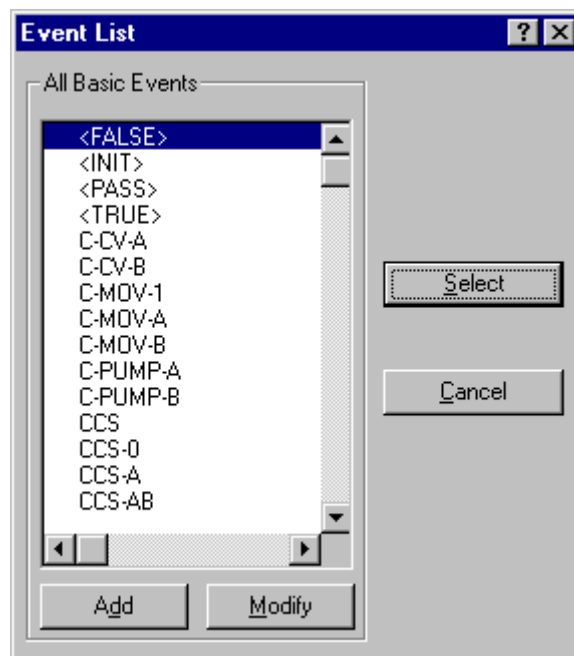 Event List
All Basic Events
<FALSE>
<INIT>
<PASS>
<TRUE>
C-CV-A
C-CV-B
C-MOV-1
C-MOV-A
C-MOV-B
C-PUMP-A
C-PUMP-B
CCS
CCS-0
CCS-A
CCS-AB
Select
Cancel
Add
Modify